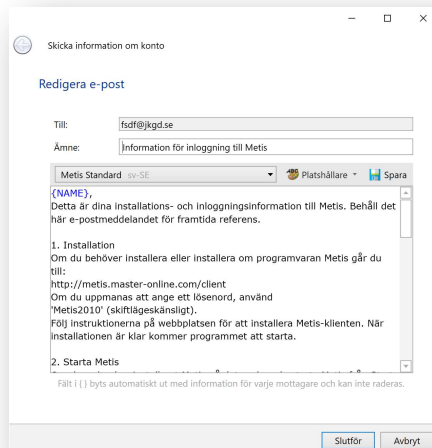 Skicka information om konto
Redigera e-post
Till:
fsdf@jkgd.se
Ämne:
Information för inloggning till Metis
Metis Standard sv-SE
Platshållare
Spara
{NAME},
Detta är dina installations- och inloggningsinformation till Metis. Behåll det
här e-postmeddelandet för framtida referens.
1. Installation
Om du behöver installera eller installera om programvaran Metis går du
till:
http://metis.master-online.com/client
Om du uppmanas att ange ett lösenord, använd
'Metis2010' (skiftlägeskänsligt).
Följ instruktionerna på webbplatsen för att installera Metis-klienten. När
installationen är klar kommer programmet att starta.
2. Starta Metis
Fält i { } byts automatiskt ut med information för varje mottagare och kan inte raderas.
Slutför
Avbryt